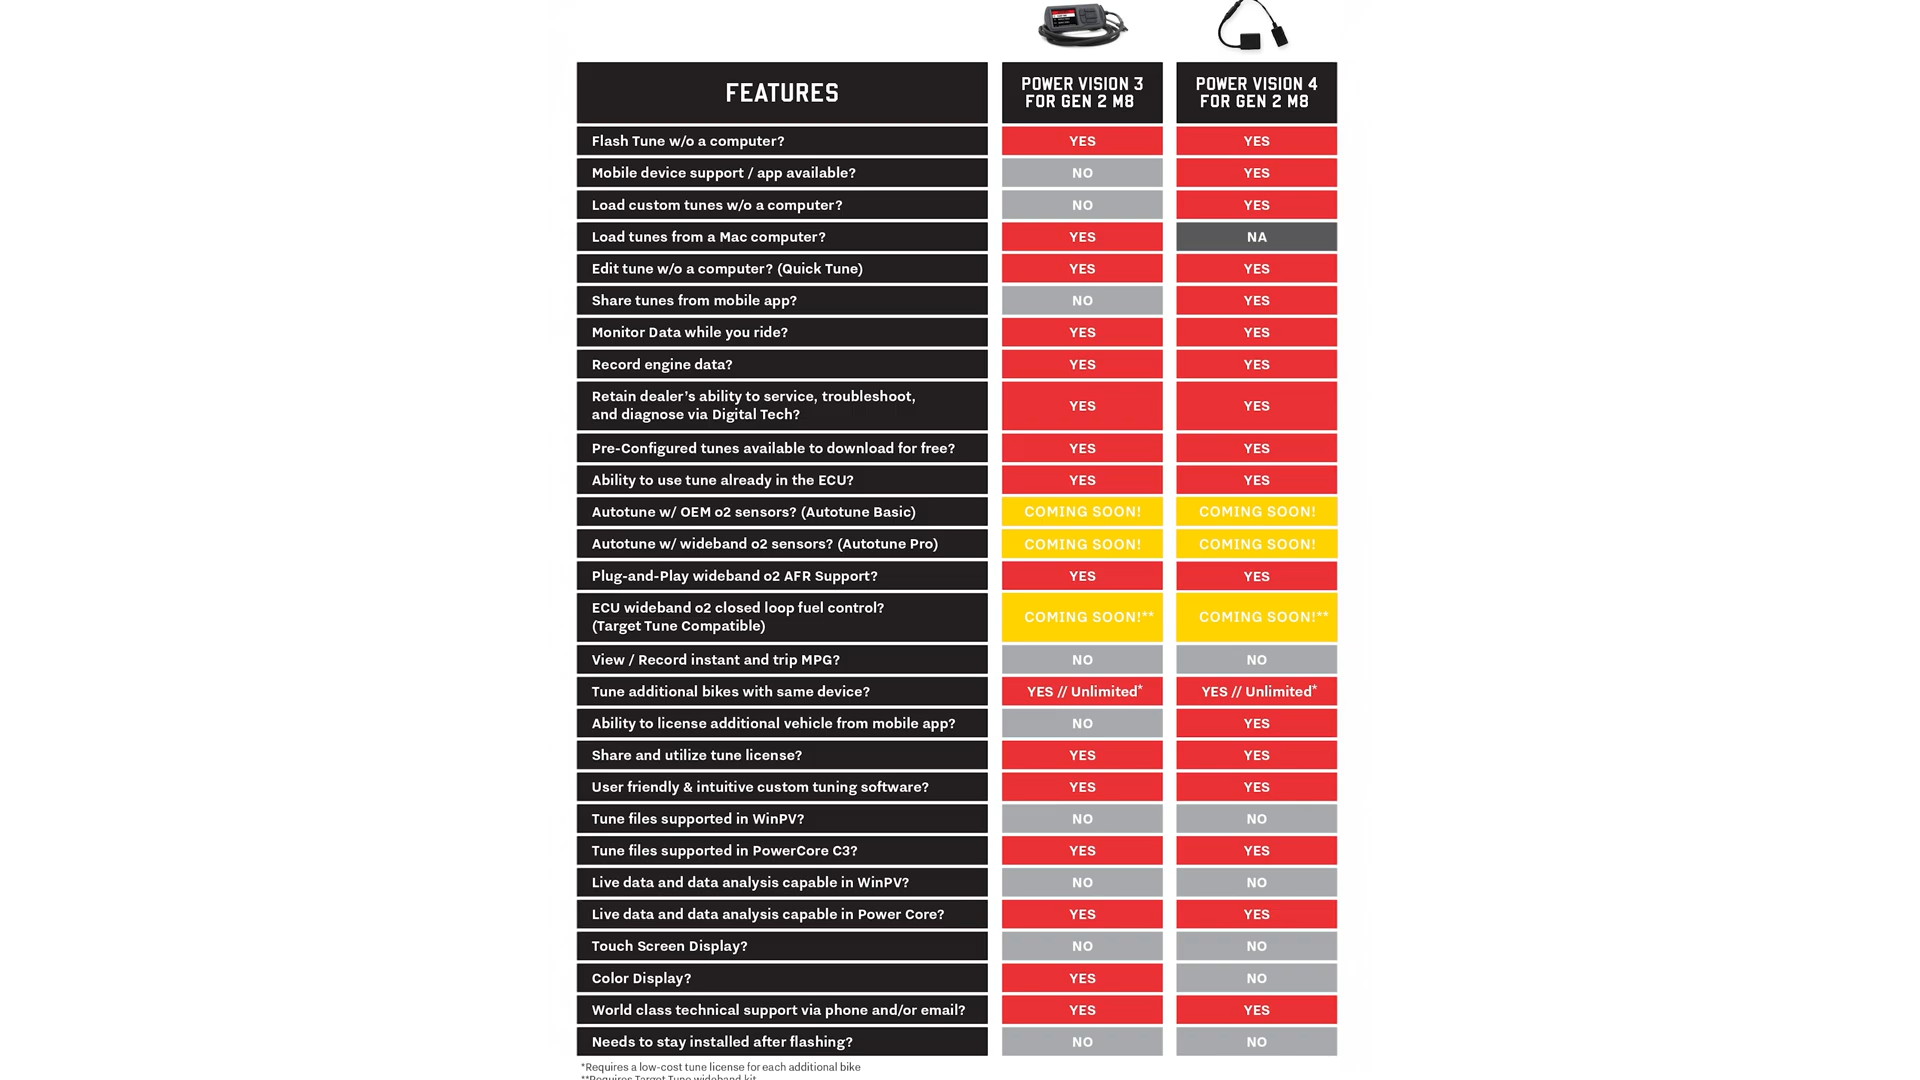 FEATURES
POWER VISION 3
FOR GEN 2 M8
POWER VISION 4
FOR GEN 2 M8
Flash Tune w/o a computer? YES YES
Mobile device support / app available? NO YES
Load custom tunes w/o a computer? NO YES
Load tunes from a Mac computer? YES NA
Edit tune w/o a computer? (Quick Tune) YES YES
Share tunes from mobile app? NO YES
Monitor Data while you ride? YES YES
Record engine data? YES YES
Retain dealer's ability to service, troubleshoot,
and diagnose via Digital Tech? YES YES
Pre-Configured tunes available to download for free? YES YES
Ability to use tune already in the ECU? YES YES
Autotune w/ OEM o2 sensors? (Autotune Basic) COMING SOON! COMING SOON!
Autotune w/ wideband o2 sensors? (Autotune Pro) COMING SOON! COMING SOON!
Plug-and-Play wideband o2 AFR Support? YES YES
ECU wideband o2 closed loop fuel control?
(Target Tune Compatible) COMING SOON!** COMING SOON!**
View / Record instant and trip MPG? NO NO
Tune additional bikes with same device? YES // Unlimited* YES // Unlimited*
Ability to license additional vehicle from mobile app? NO YES
Share and utilize tune license? YES YES
User friendly & intuitive custom tuning software? YES YES
Tune files supported in WinPV? NO NO
Tune files supported in PowerCore C3? YES YES
Live data and data analysis capable in WinPV? NO NO
Live data and data analysis capable in Power Core? YES YES
Touch Screen Display? NO NO
Color Display? YES NO
World class technical support via phone and/or email? YES YES
Needs to stay installed after flashing? NO NO
*Requires a low-cost tune license for each additional bike
**Requires Target Tune wideband kit